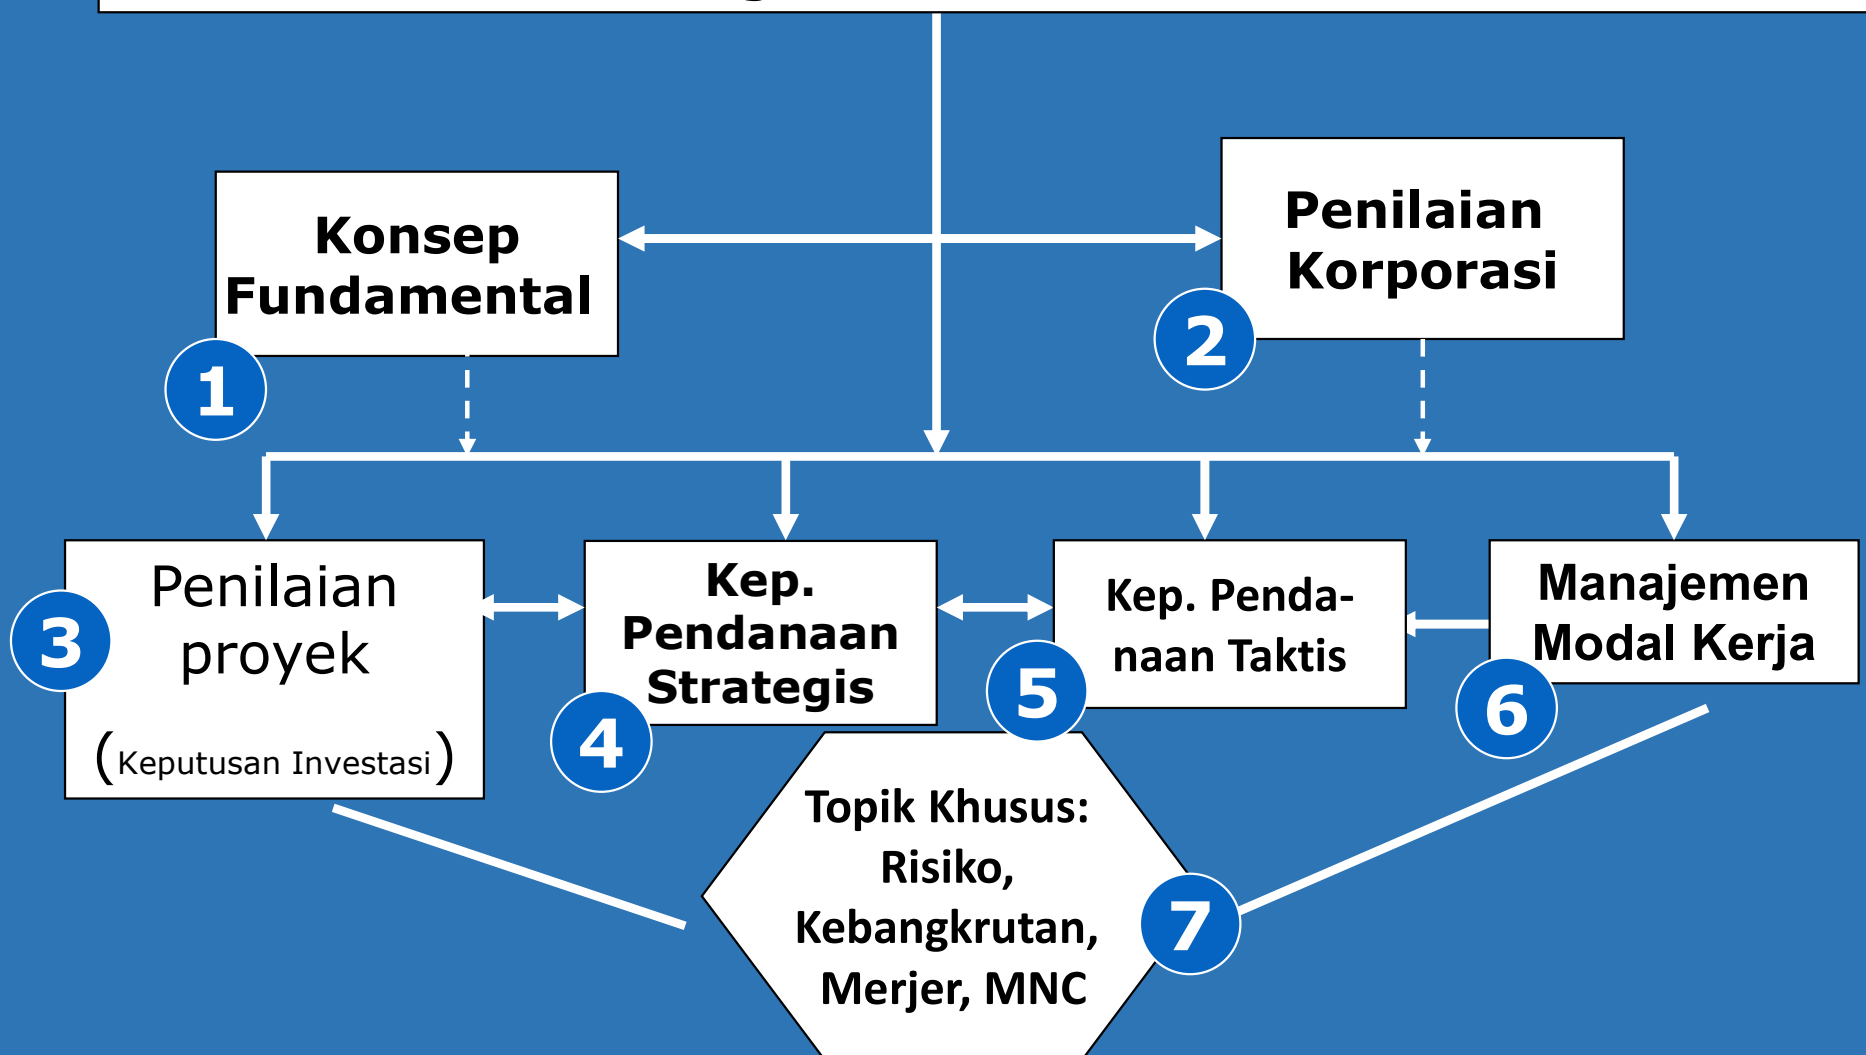 Konsep
Fundamental
1
Penilaian
Korporasi
2
Penilaian
proyek
(Keputusan Investasi)
3
Kep.
Pendanaan
Strategis
4
Kep. Penda-
naan Taktis
5
Manajemen
Modal Kerja
6
Topik Khusus:
Risiko,
Kebangkrutan,
Merjer, MNC
7